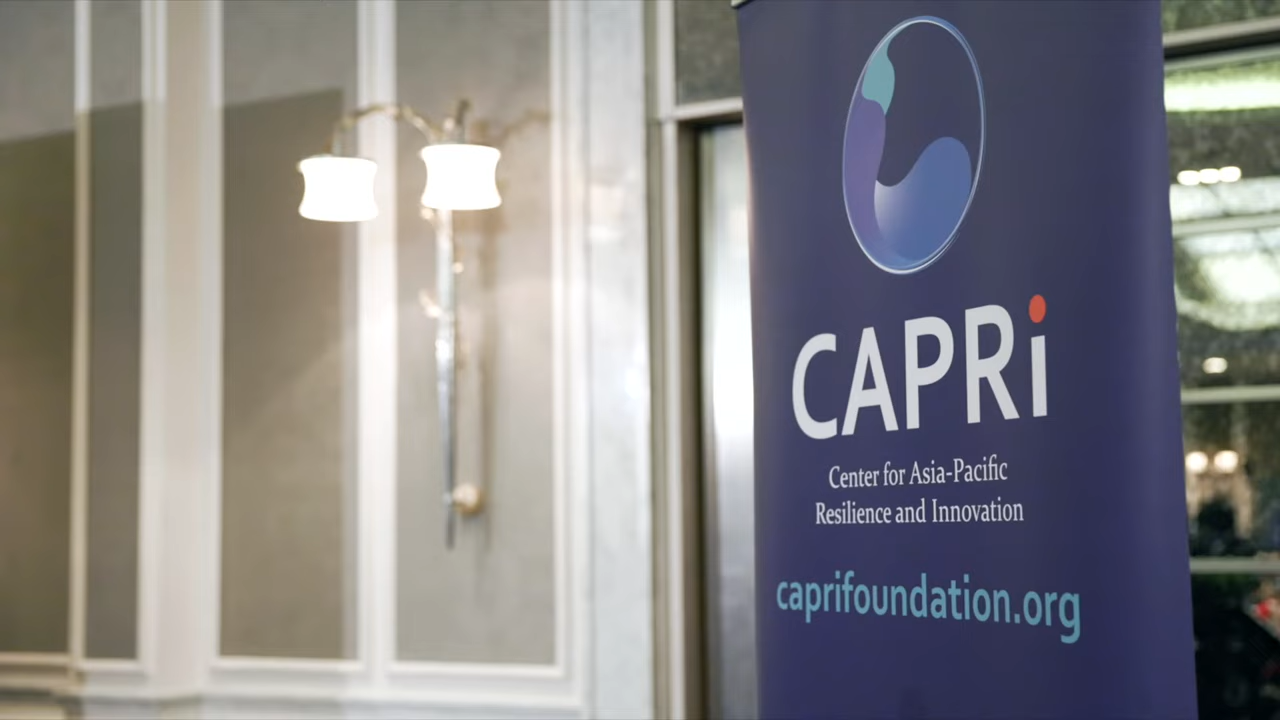 CAPRi
Center for Asia-Pacific
Resilience and Innovation
caprifoundation.org